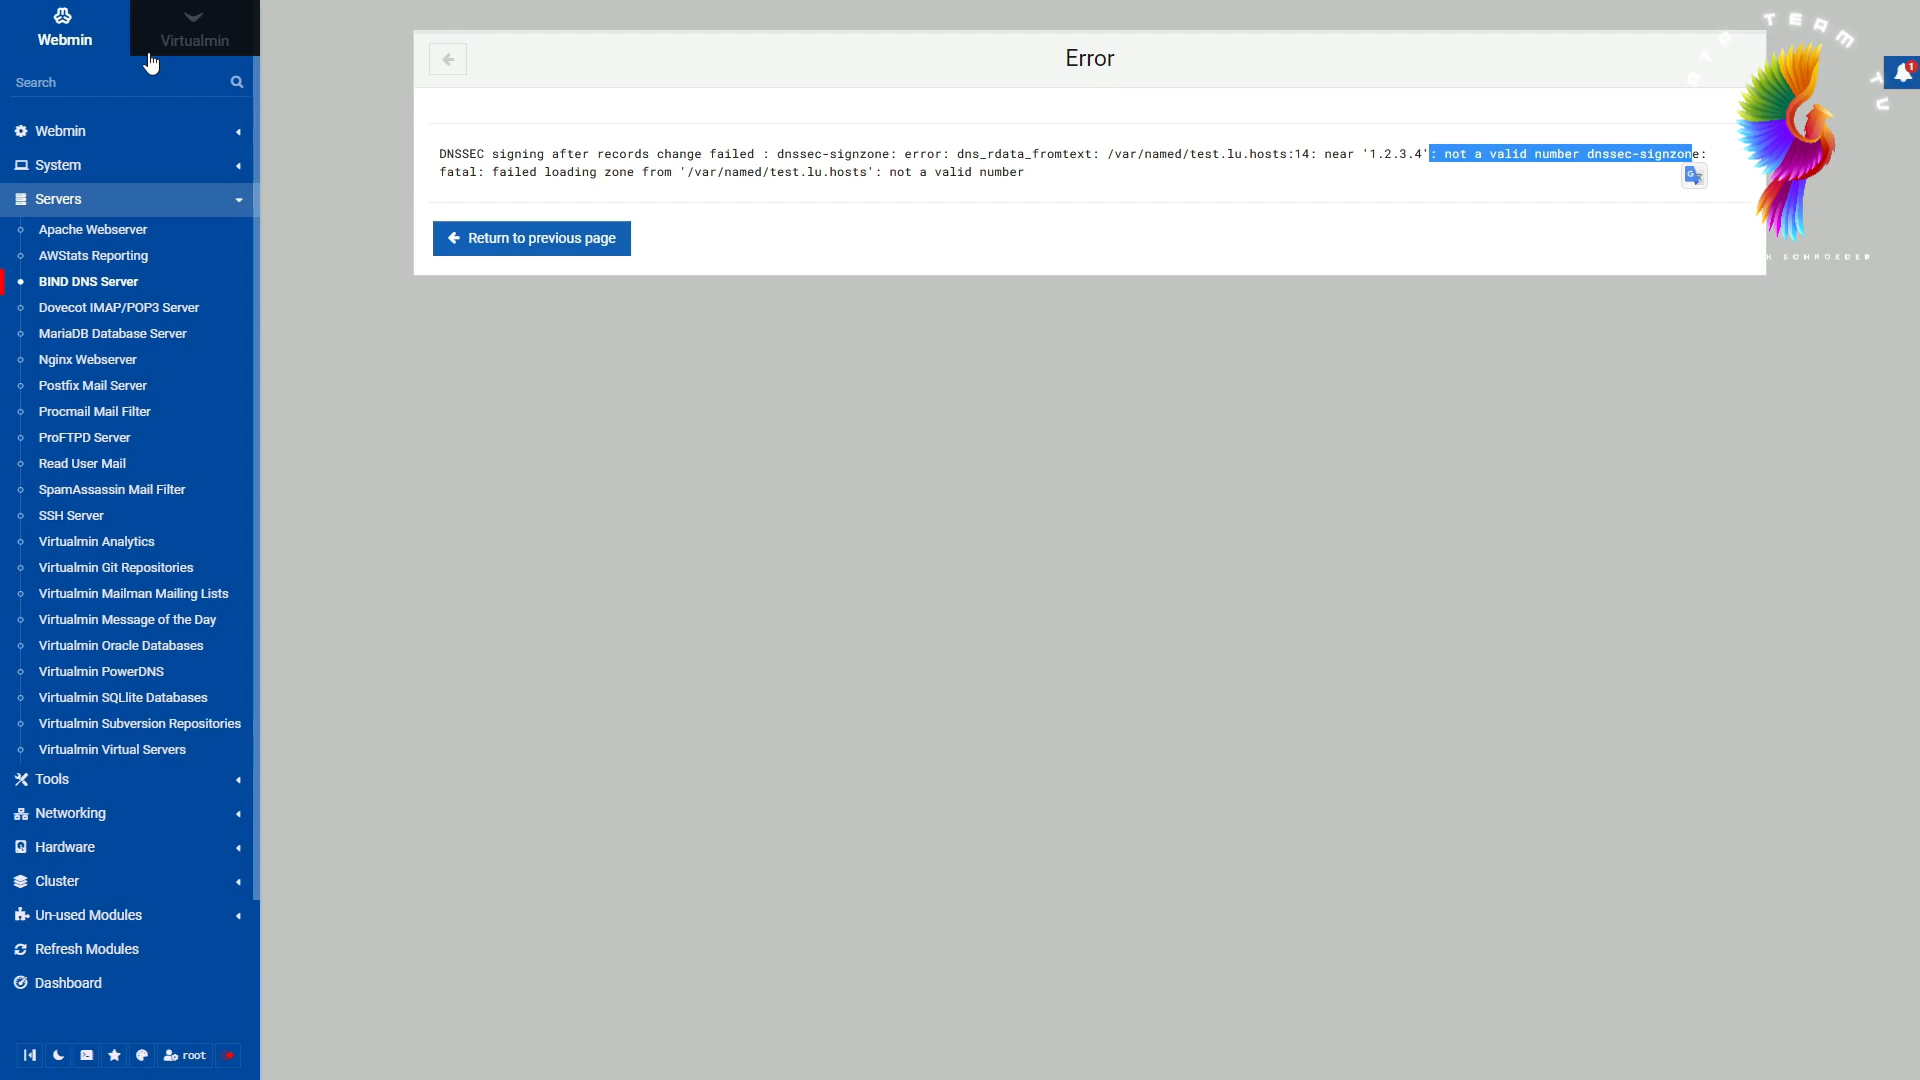 Webmin
Virtualmin
Search
Webmin
System
Servers
Apache Webserver
AWStats Reporting
BIND DNS Server
Dovecot IMAP/POP3 Server
MariaDB Database Server
Nginx Webserver
Postfix Mail Server
Procmail Mail Filter
ProFTPD Server
Read User Mail
SpamAssassin Mail Filter
SSH Server
Virtualmin Analytics
Virtualmin Git Repositories
Virtualmin Mailman Mailing Lists
Virtualmin Message of the Day
Virtualmin Oracle Databases
Virtualmin PowerDNS
Virtualmin SQLlite Databases
Virtualmin Subversion Repositories
Virtualmin Virtual Servers
Tools
Networking
Hardware
Cluster
Un-used Modules
Refresh Modules
Dashboard
root
Error
DNSSEC signing after records change failed : dnssec-signzone: error: dns_rdata_fromtext: /var/named/test.lu.hosts:14: near '1.2.3.4': not a valid number dnssec-signzone:
fatal: failed loading zone from '/var/named/test.lu.hosts': not a valid number
Return to previous page
TEAM
1